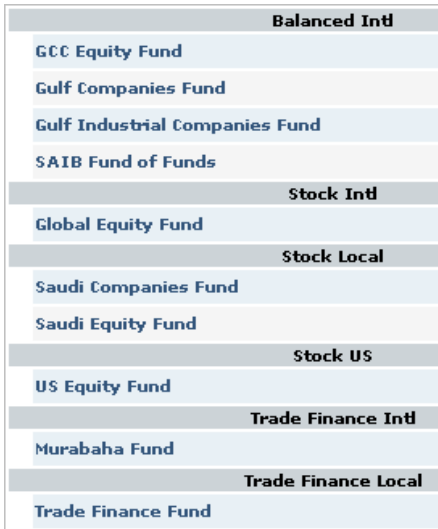 Balanced Intl
GCC Equity Fund
Gulf Companies Fund
Gulf Industrial Companies Fund
SAIB Fund of Funds
Stock Intl
Global Equity Fund
Stock Local
Saudi Companies Fund
Saudi Equity Fund
Stock US
US Equity Fund
Trade Finance Intl
Murabaha Fund
Trade Finance Local
Trade Finance Fund